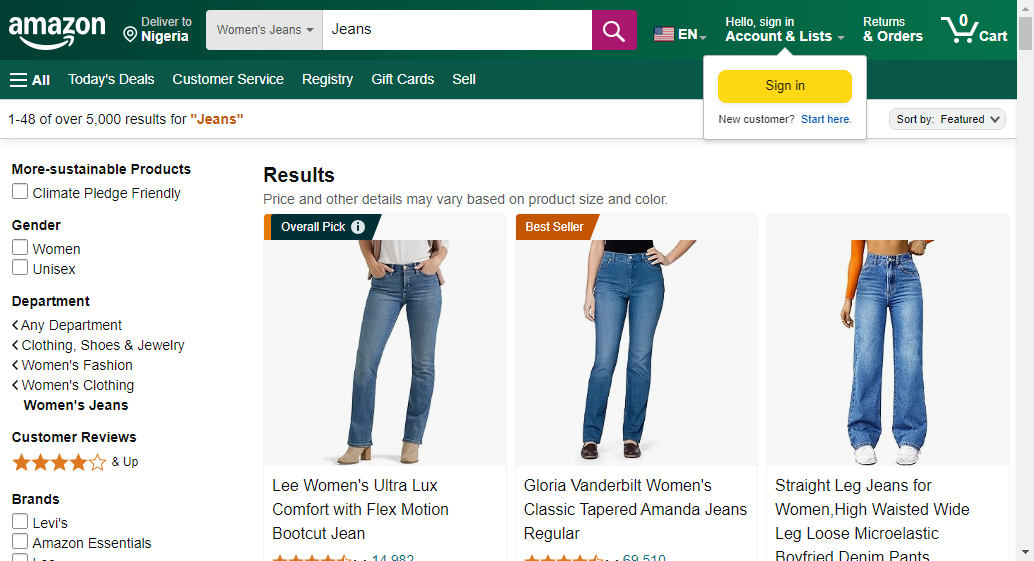 amazon
Deliver to
Nigeria
Women's Jeans
Jeans
EN
Hello, sign in
Account & Lists
Returns
& Orders
0
Cart
All
Today's Deals
Customer Service
Registry
Gift Cards
Sell
Sign in
New customer? Start here.
1-48 of over 5,000 results for "Jeans"
Sort by: Featured
More-sustainable Products
Climate Pledge Friendly
Gender
Women
Unisex
Department
Any Department
Clothing, Shoes & Jewelry
Women's Fashion
Women's Clothing
Women's Jeans
Customer Reviews
& Up
Brands
Levi's
Amazon Essentials
Results
Price and other details may vary based on product size and color.
Overall Pick
Lee Women's Ultra Lux
Comfort with Flex Motion
Bootcut Jean
14,982
Best Seller
Gloria Vanderbilt Women's
Classic Tapered Amanda Jeans
Regular
69,510
Straight Leg Jeans for
Women,High Waisted Wide
Leg Loose Microelastic
Boyfried Denim Pants